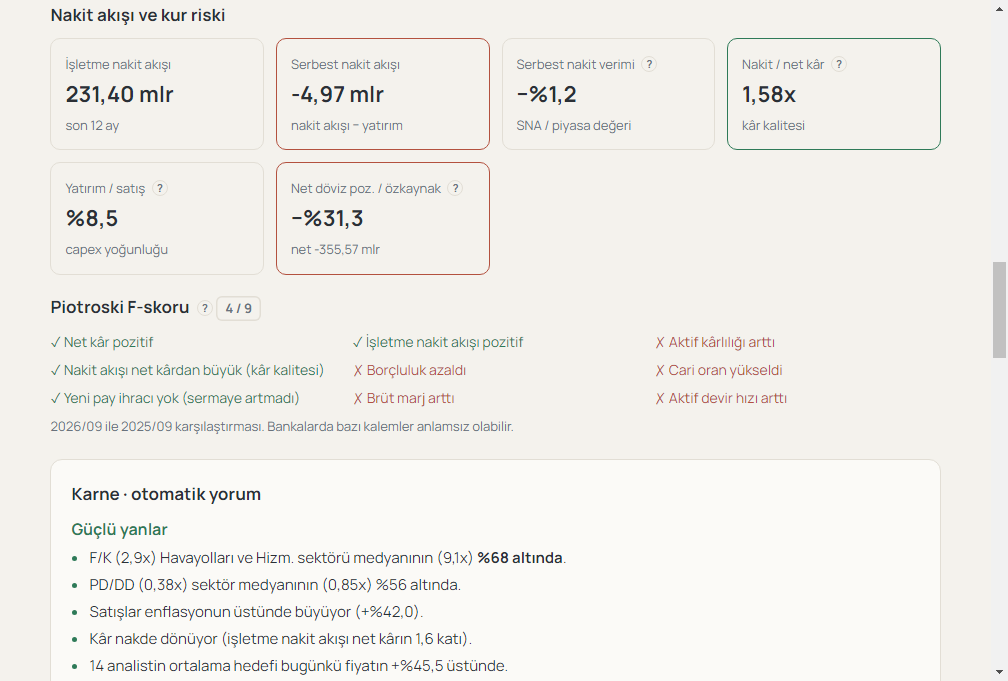 Nakit akışı ve kur riski
İşletme nakit akışı
231,40 mlr
son 12 ay
Serbest nakit akışı
-4,97 mlr
nakit akışı − yatırım
Serbest nakit verimi ?
−%1,2
SNA / piyasa değeri
Nakit / net kâr ?
1,58x
kâr kalitesi
Yatırım / satış ?
%8,5
capex yoğunluğu
Net döviz poz. / özkaynak ?
−%31,3
net -355,57 mlr
Piotroski F-skoru ? 4 / 9
✓ Net kâr pozitif
✓ İşletme nakit akışı pozitif
✗ Aktif kârlılığı arttı
✓ Nakit akışı net kârdan büyük (kâr kalitesi)
✗ Borçluluk azaldı
✗ Cari oran yükseldi
✓ Yeni pay ihracı yok (sermaye artmadı)
✗ Brüt marj arttı
✗ Aktif devir hızı arttı
2026/09 ile 2025/09 karşılaştırması. Bankalarda bazı kalemler anlamsız olabilir.
Karne · otomatik yorum
Güçlü yanlar
• F/K (2,9x) Havayolları ve Hizm. sektörü medyanının (9,1x) %68 altında.
• PD/DD (0,38x) sektör medyanının (0,85x) %56 altında.
• Satışlar enflasyonun üstünde büyüyor (+%42,0).
• Kâr nakde dönüyor (işletme nakit akışı net kârın 1,6 katı).
• 14 analistin ortalama hedefi bugünkü fiyatın +%45,5 üstünde.